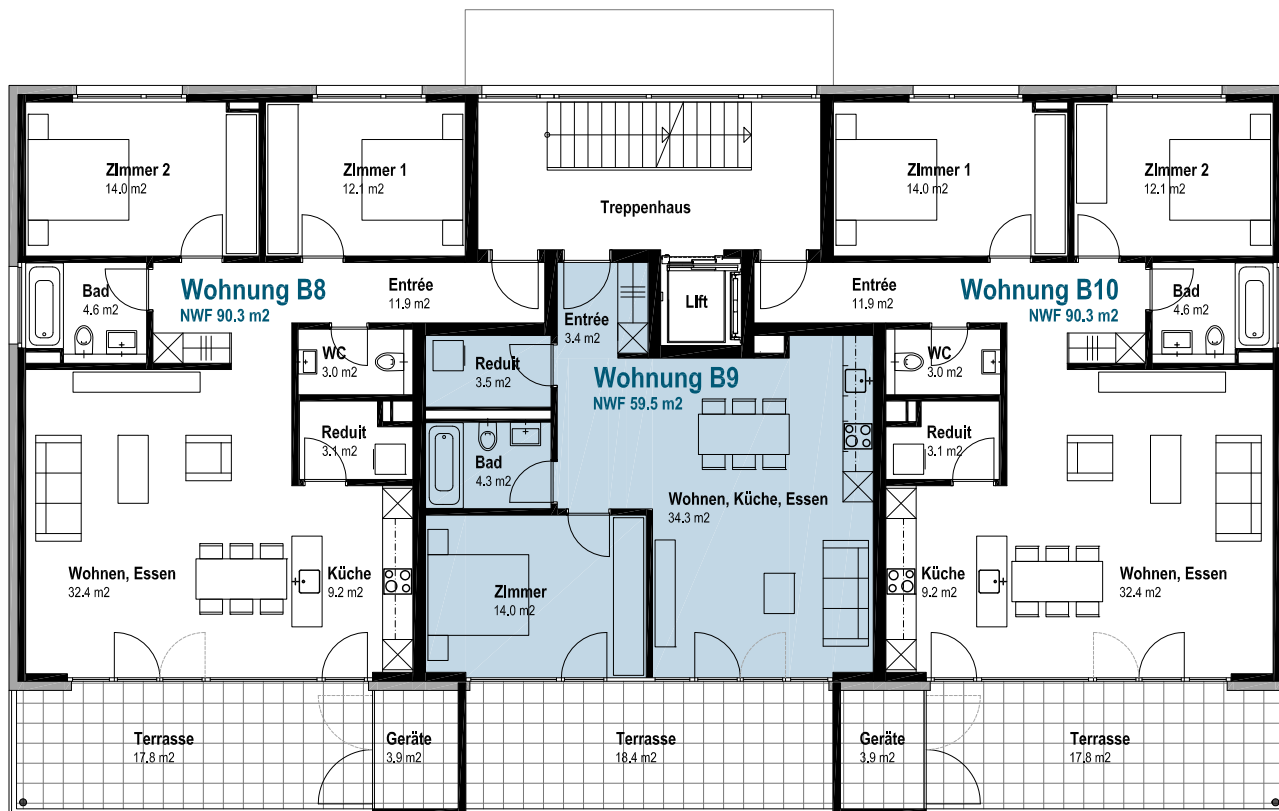 ZImmer 2
14.0 m2
ZImmer 1
12.1 m2
Treppenhaus
ZImmer 1
14.0 m2
ZImmer 2
12.1 m2
Bad
4.6 m2
Wohnung B8
NWF 90.3 m2
Entrée
11.9 m2
Entrée
3.4 m2
LIft
Entrée
11.9 m2
Wohnung B10
NWF 90.3 m2
Bad
4.6 m2
WC
3.0 m2
Reduit
3.5 m2
Wohnung B9
NWF 59.5 m2
WC
3.0 m2
Reduit
3.1 m2
Bad
4.3 m2
Wohnen, Küche, Essen
34.3 m2
Reduit
3.1 m2
Wohnen, Essen
32.4 m2
Küche
9.2 m2
ZImmer
14.0 m2
Küche
9.2 m2
Wohnen, Essen
32.4 m2
Terrasse
17.8 m2
Geräte
3.9 m2
Terrasse
18.4 m2
Geräte
3.9 m2
Terrasse
17.8 m2